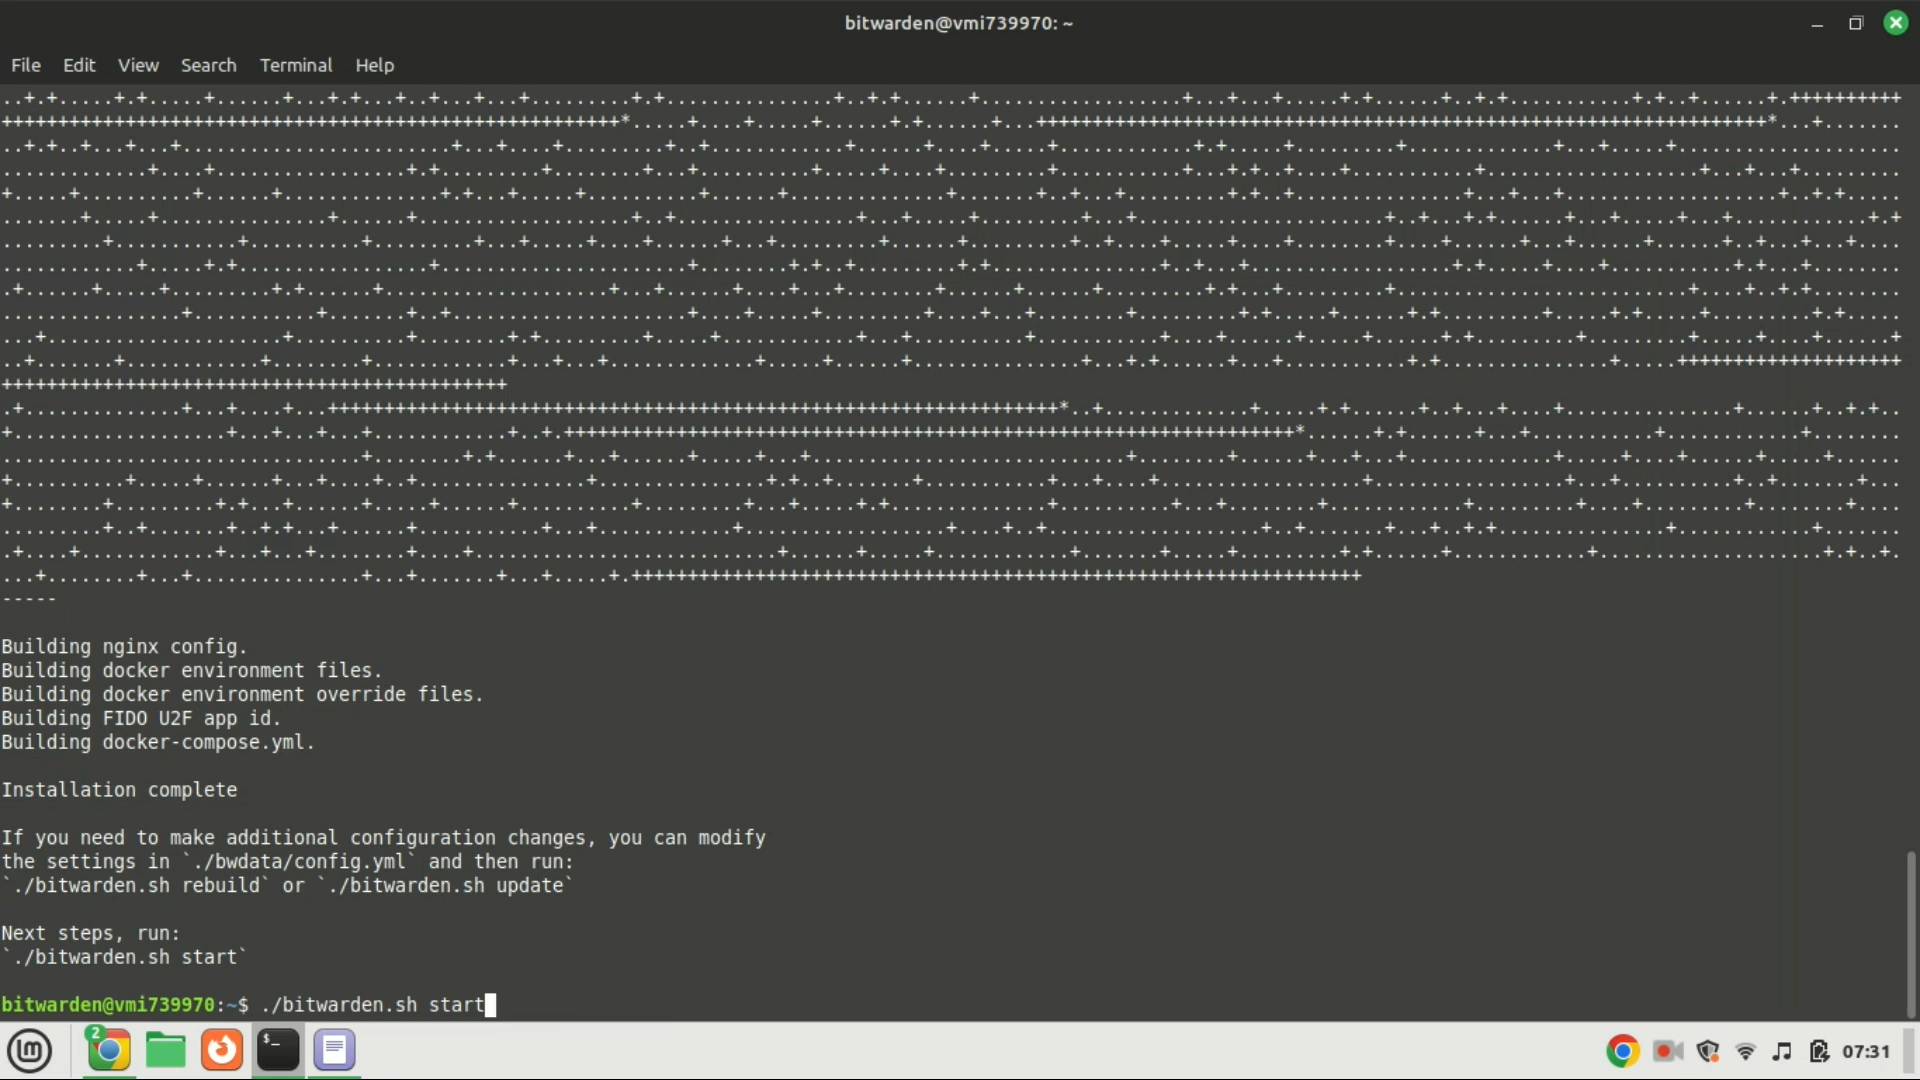 bitwarden@vmi739970: ~
File Edit View Search Terminal Help
-----
Building nginx config.
Building docker environment files.
Building docker environment override files.
Building FIDO U2F app id.
Building docker-compose.yml.
Installation complete
If you need to make additional configuration changes, you can modify
the settings in `./bwdata/config.yml` and then run:
`./bitwarden.sh rebuild` or `./bitwarden.sh update`
Next steps, run:
`./bitwarden.sh start`
bitwarden@vmi739970:~$ ./bitwarden.sh start
2
$_
07:31